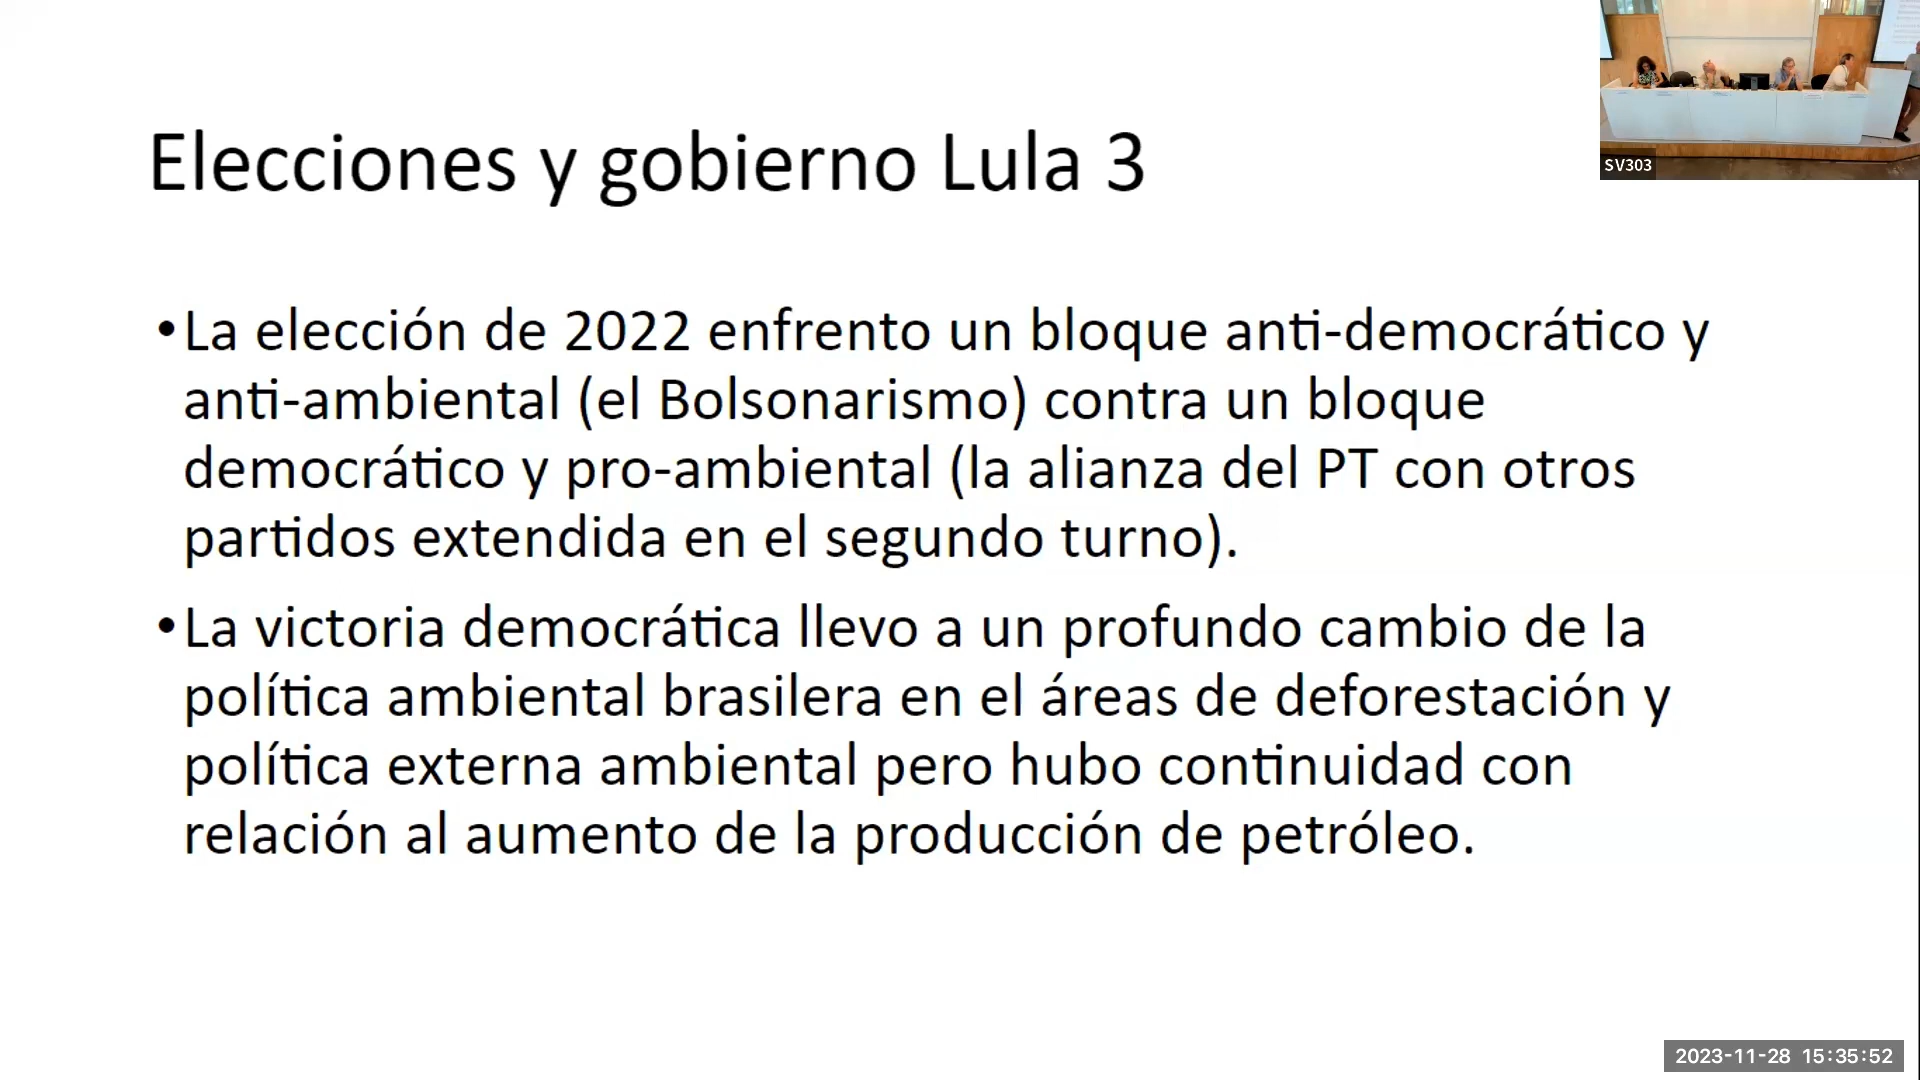 Elecciones y gobierno Lula 3
•La elección de 2022 enfrento un bloque anti-democrático y
anti-ambiental (el Bolsonarismo) contra un bloque
democrático y pro-ambiental (la alianza del PT con otros
partidos extendida en el segundo turno).
•La victoria democrática llevo a un profundo cambio de la
política ambiental brasilera en el áreas de deforestación y
política externa ambiental pero hubo continuidad con
relación al aumento de la producción de petróleo.
SV303
2023-11-28 15:35:52